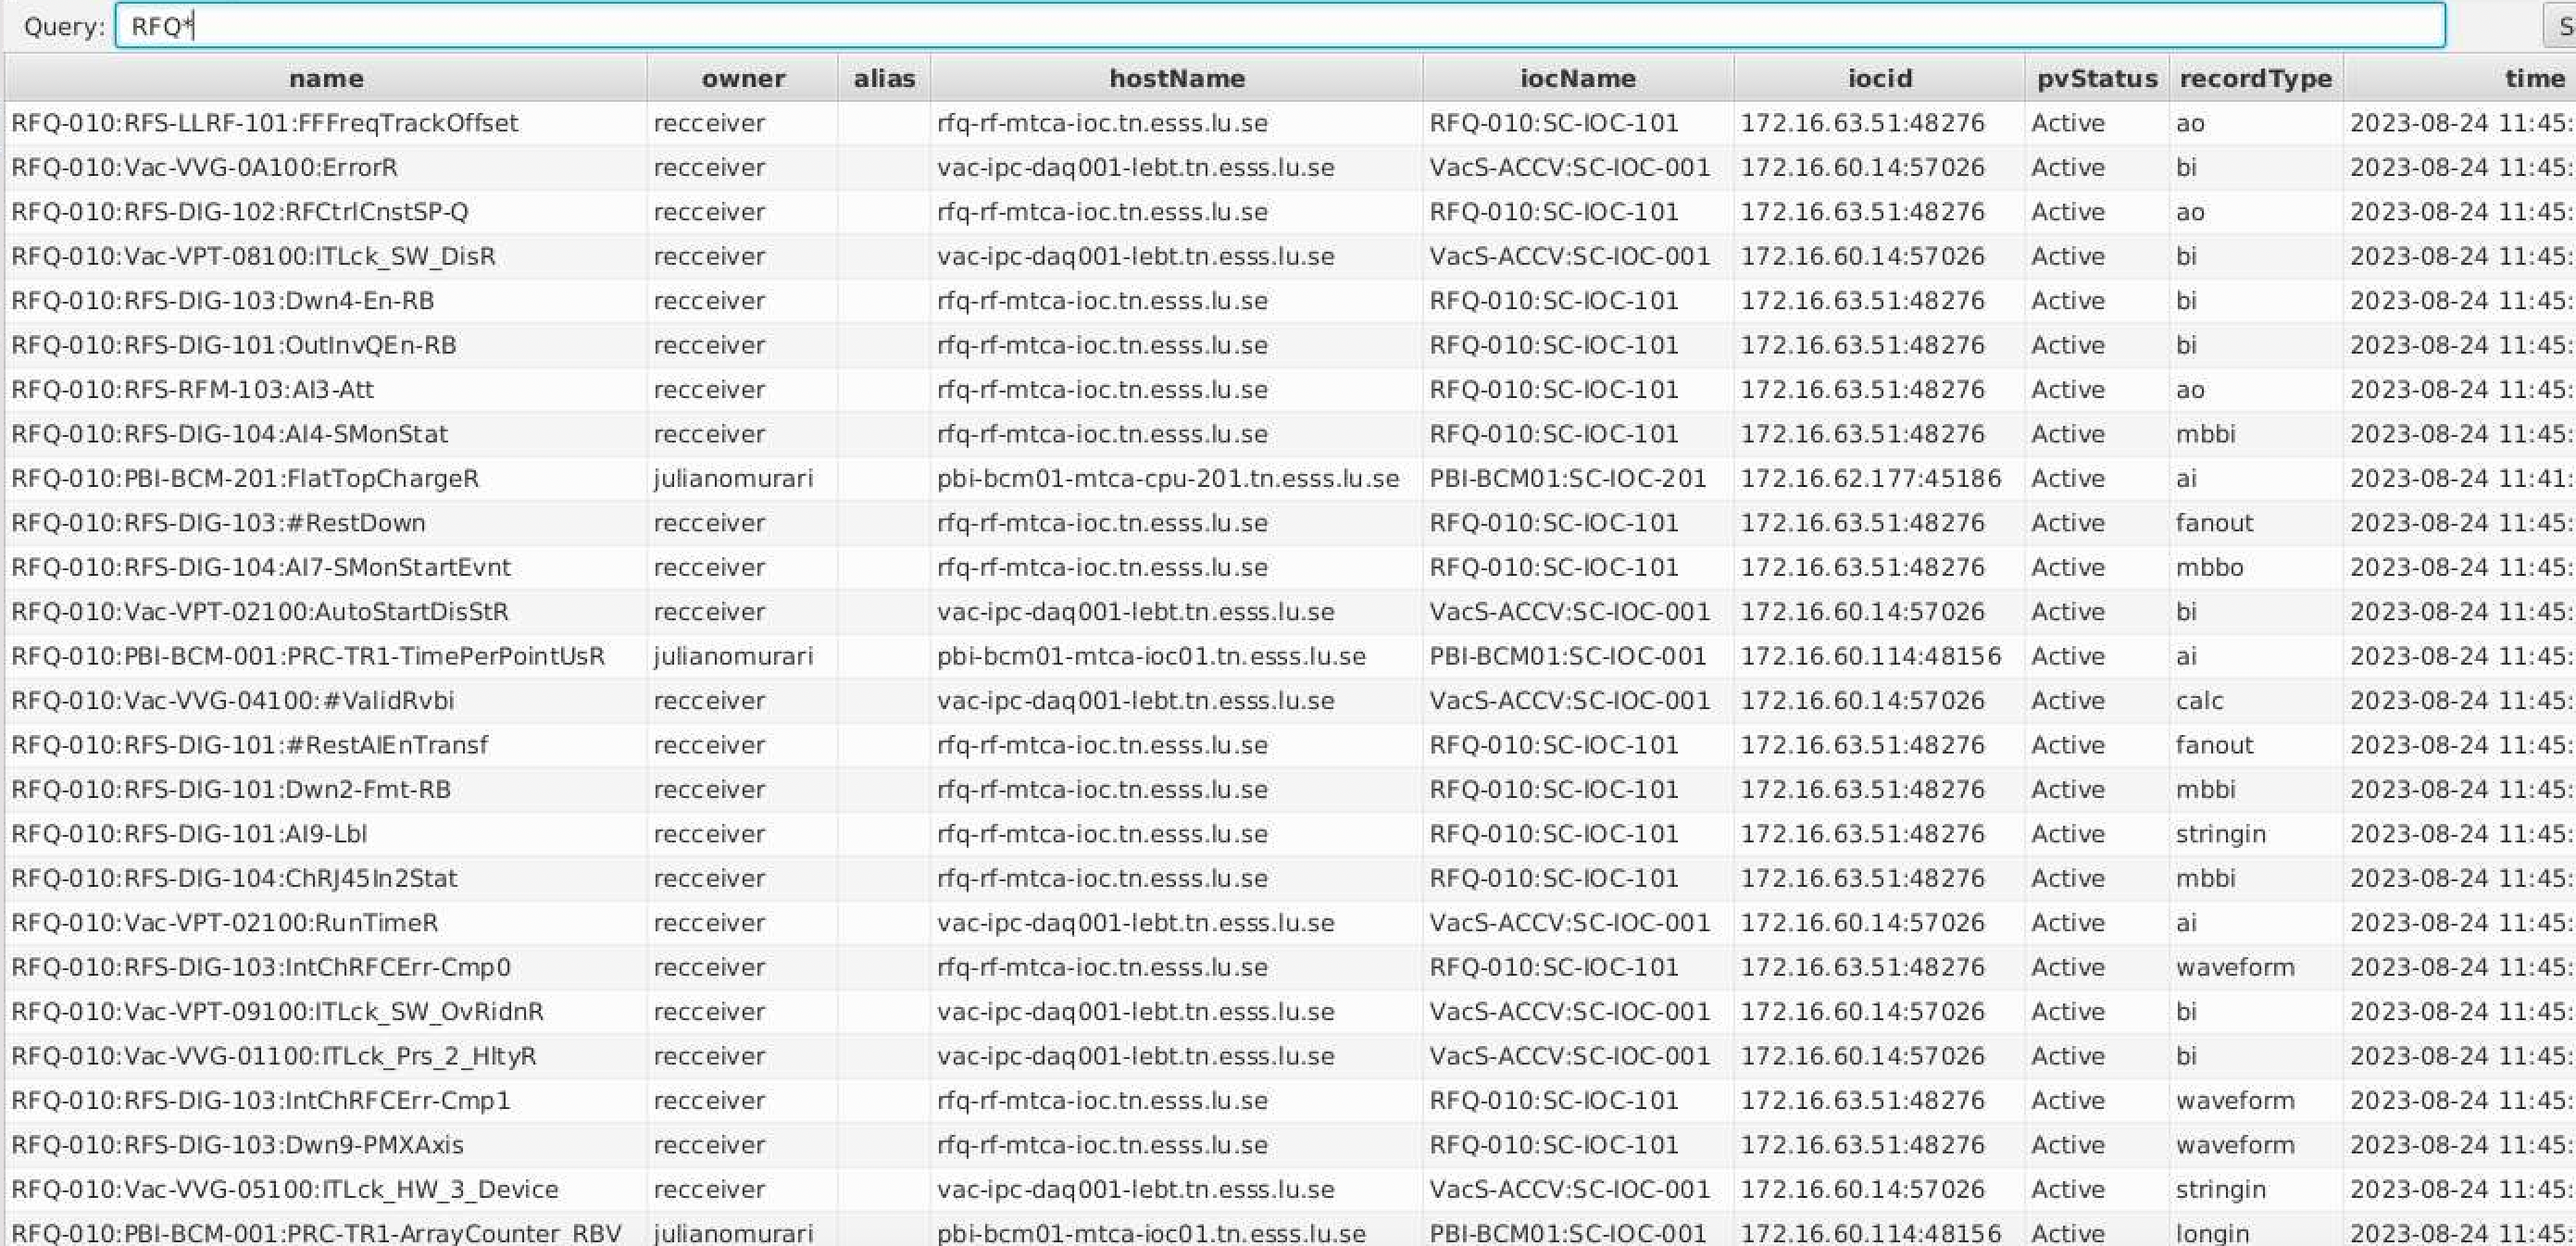 Query: RFQ* S
name owner alias hostName iocName iocid pvStatus recordType time
RFQ-010:RFS-LLRF-101:FFFreqTrackOffset recceiver rfq-rf-mtca-ioc.tn.esss.lu.se RFQ-010:SC-IOC-101 172.16.63.51:48276 Active ao 2023-08-24 11:45:
RFQ-010:Vac-VVG-0A100:ErrorR recceiver vac-ipc-daq001-lebt.tn.esss.lu.se VacS-ACCV:SC-IOC-001 172.16.60.14:57026 Active bi 2023-08-24 11:45:
RFQ-010:RFS-DIG-102:RFCtrlCnstSP-Q recceiver rfq-rf-mtca-ioc.tn.esss.lu.se RFQ-010:SC-IOC-101 172.16.63.51:48276 Active ao 2023-08-24 11:45:
RFQ-010:Vac-VPT-08100:ITLck_SW_DisR recceiver vac-ipc-daq001-lebt.tn.esss.lu.se VacS-ACCV:SC-IOC-001 172.16.60.14:57026 Active bi 2023-08-24 11:45:
RFQ-010:RFS-DIG-103:Dwn4-En-RB recceiver rfq-rf-mtca-ioc.tn.esss.lu.se RFQ-010:SC-IOC-101 172.16.63.51:48276 Active bi 2023-08-24 11:45:
RFQ-010:RFS-DIG-101:OutInvQEn-RB recceiver rfq-rf-mtca-ioc.tn.esss.lu.se RFQ-010:SC-IOC-101 172.16.63.51:48276 Active bi 2023-08-24 11:45:
RFQ-010:RFS-RFM-103:AI3-Att recceiver rfq-rf-mtca-ioc.tn.esss.lu.se RFQ-010:SC-IOC-101 172.16.63.51:48276 Active ao 2023-08-24 11:45:
RFQ-010:RFS-DIG-104:AI4-SMonStat recceiver rfq-rf-mtca-ioc.tn.esss.lu.se RFQ-010:SC-IOC-101 172.16.63.51:48276 Active mbbi 2023-08-24 11:45:
RFQ-010:PBI-BCM-201:FlatTopChargeR julianomurari pbi-bcm01-mtca-cpu-201.tn.esss.lu.se PBI-BCM01:SC-IOC-201 172.16.62.177:45186 Active ai 2023-08-24 11:41:
RFQ-010:RFS-DIG-103:#RestDown recceiver rfq-rf-mtca-ioc.tn.esss.lu.se RFQ-010:SC-IOC-101 172.16.63.51:48276 Active fanout 2023-08-24 11:45:
RFQ-010:RFS-DIG-104:AI7-SMonStartEvnt recceiver rfq-rf-mtca-ioc.tn.esss.lu.se RFQ-010:SC-IOC-101 172.16.63.51:48276 Active mbbo 2023-08-24 11:45:
RFQ-010:Vac-VPT-02100:AutoStartDisStR recceiver vac-ipc-daq001-lebt.tn.esss.lu.se VacS-ACCV:SC-IOC-001 172.16.60.14:57026 Active bi 2023-08-24 11:45:
RFQ-010:PBI-BCM-001:PRC-TR1-TimePerPointUsR julianomurari pbi-bcm01-mtca-ioc01.tn.esss.lu.se PBI-BCM01:SC-IOC-001 172.16.60.114:48156 Active ai 2023-08-24 11:45:
RFQ-010:Vac-VVG-04100:#ValidRvbi recceiver vac-ipc-daq001-lebt.tn.esss.lu.se VacS-ACCV:SC-IOC-001 172.16.60.14:57026 Active calc 2023-08-24 11:45:
RFQ-010:RFS-DIG-101:#RestAIEnTransf recceiver rfq-rf-mtca-ioc.tn.esss.lu.se RFQ-010:SC-IOC-101 172.16.63.51:48276 Active fanout 2023-08-24 11:45:
RFQ-010:RFS-DIG-101:Dwn2-Fmt-RB recceiver rfq-rf-mtca-ioc.tn.esss.lu.se RFQ-010:SC-IOC-101 172.16.63.51:48276 Active mbbi 2023-08-24 11:45:
RFQ-010:RFS-DIG-101:AI9-Lbl recceiver rfq-rf-mtca-ioc.tn.esss.lu.se RFQ-010:SC-IOC-101 172.16.63.51:48276 Active stringin 2023-08-24 11:45:
RFQ-010:RFS-DIG-104:ChRJ45In2Stat recceiver rfq-rf-mtca-ioc.tn.esss.lu.se RFQ-010:SC-IOC-101 172.16.63.51:48276 Active mbbi 2023-08-24 11:45:
RFQ-010:Vac-VPT-02100:RunTimeR recceiver vac-ipc-daq001-lebt.tn.esss.lu.se VacS-ACCV:SC-IOC-001 172.16.60.14:57026 Active ai 2023-08-24 11:45:
RFQ-010:RFS-DIG-103:IntChRFCErr-Cmp0 recceiver rfq-rf-mtca-ioc.tn.esss.lu.se RFQ-010:SC-IOC-101 172.16.63.51:48276 Active waveform 2023-08-24 11:45:
RFQ-010:Vac-VPT-09100:ITLck_SW_OvRidnR recceiver vac-ipc-daq001-lebt.tn.esss.lu.se VacS-ACCV:SC-IOC-001 172.16.60.14:57026 Active bi 2023-08-24 11:45:
RFQ-010:Vac-VVG-01100:ITLck_Prs_2_HltyR recceiver vac-ipc-daq001-lebt.tn.esss.lu.se VacS-ACCV:SC-IOC-001 172.16.60.14:57026 Active bi 2023-08-24 11:45:
RFQ-010:RFS-DIG-103:IntChRFCErr-Cmp1 recceiver rfq-rf-mtca-ioc.tn.esss.lu.se RFQ-010:SC-IOC-101 172.16.63.51:48276 Active waveform 2023-08-24 11:45:
RFQ-010:RFS-DIG-103:Dwn9-PMXAxis recceiver rfq-rf-mtca-ioc.tn.esss.lu.se RFQ-010:SC-IOC-101 172.16.63.51:48276 Active waveform 2023-08-24 11:45:
RFQ-010:Vac-VVG-05100:ITLck_HW_3_Device recceiver vac-ipc-daq001-lebt.tn.esss.lu.se VacS-ACCV:SC-IOC-001 172.16.60.14:57026 Active stringin 2023-08-24 11:45:
RFQ-010:PBI-BCM-001:PRC-TR1-ArrayCounter_RBV julianomurari pbi-bcm01-mtca-ioc01.tn.esss.lu.se PBI-BCM01:SC-IOC-001 172.16.60.114:48156 Active longin 2023-08-24 11:45: